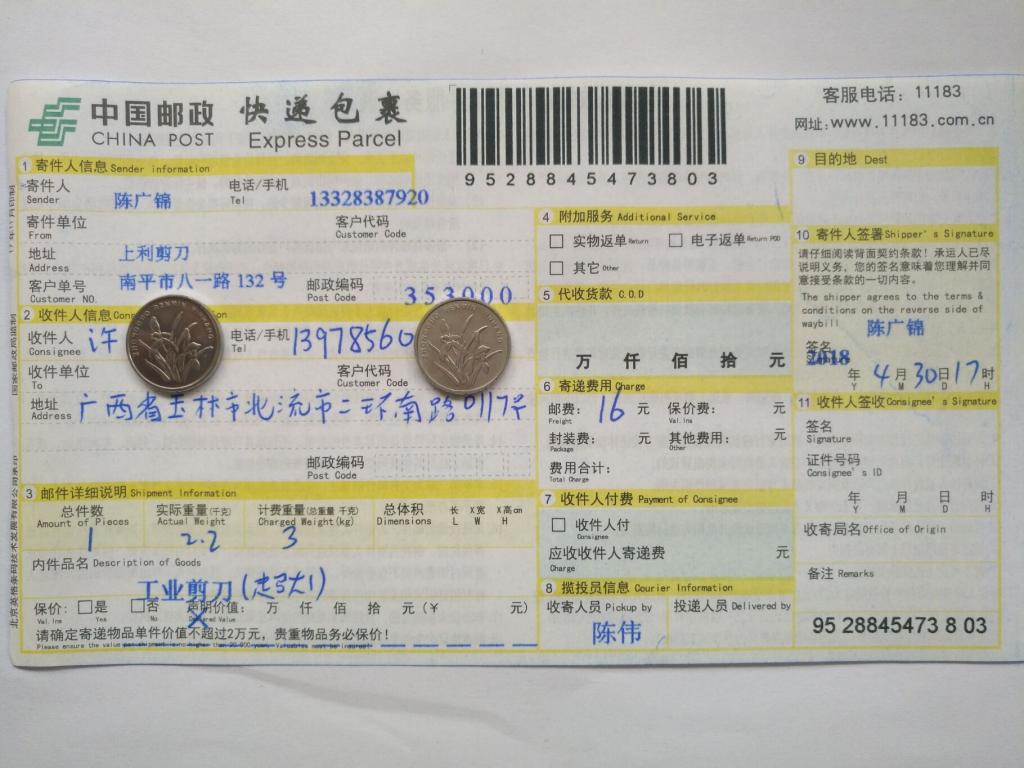 中国邮政 快递包裹
CHINA POST Express Parcel
9528845473803
客服电话：11183
网址:www.11183.com.cn
1 寄件人信息 Sender information
寄件人 陈广锦 电话/手机 13328387920
Sender Tel
寄件单位 客户代码
From Customer Code
地址 上利剪刀
Address
南平市八一路 132 号
客户单号 邮政编码 353000
Customer NO. Post Code
2 收件人信息
收件人 许 电话/手机 13978560
Consignee Tel
收件单位 客户代码
To Customer Code
地址 广西省玉林市北流市二环南路0117号
Address
邮政编码
Post Code
3 邮件详细说明 Shipment Information
总件数 实际重量(千克) 计费重量(总重量 千克) 总体积 长 X宽 X高cm
Amount of Pieces Actual Weight Charged Weight(kg) Dimensions L W H
1 2.2 3
内件品名 Description of Goods
工业剪刀
保价: 是 否 声明价值: 万 仟 佰 拾 元(￥ 元)
Val.Ins Yes No Declared Value
请确定寄递物品单件价值不超过2万元，贵重物品务必保价!
4 附加服务 Additional Service
实物返单 Return 电子返单 Return POD
其它 Other
5 代收货款 C.O.D
万 仟 佰 拾 元
6 寄递费用 Charge
邮费: 16 元 保价费: 元
Freight Val.Ins
封装费: 元 其他费用: 元
Package Other
费用合计:
Total Charge
7 收件人付费 Payment of Consignee
收件人付
Consignee
应收收件人寄递费 元
Charge
8 揽投员信息 Courier Information
收寄人员 Pickup by 投递人员 Delivered by
陈伟
9 目的地 Dest
10 寄件人签署 Shipper's Signature
请仔细阅读背面契约条款！承运人已尽
说明义务，您的签名意味着您理解并同
意接受条款的一切内容。
The shipper agrees to the terms &
conditions on the reverse side of
waybill
陈广锦
签名
Signature
2018 年 4 月 30 日 17 时
Y M D H
11 收件人签收 Consignee's Signature
签名
Signature
证件号码
Consignee's ID
年 月 日 时
Y M D H
收寄局名 Office of Origin
备注 Remarks
95 28845473 8 03